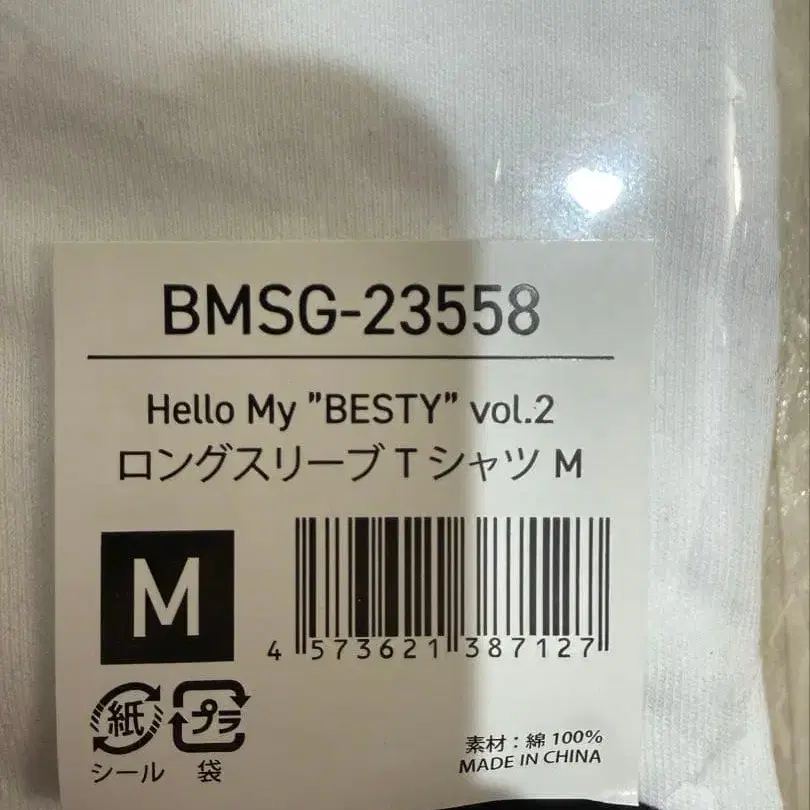 BMSG-23558
Hello My "BESTY" vol.2
ロングスリーブTシャツ M
M
4 573621 387127
紙 プラ
シール 袋
素材：綿 100%
MADE IN CHINA